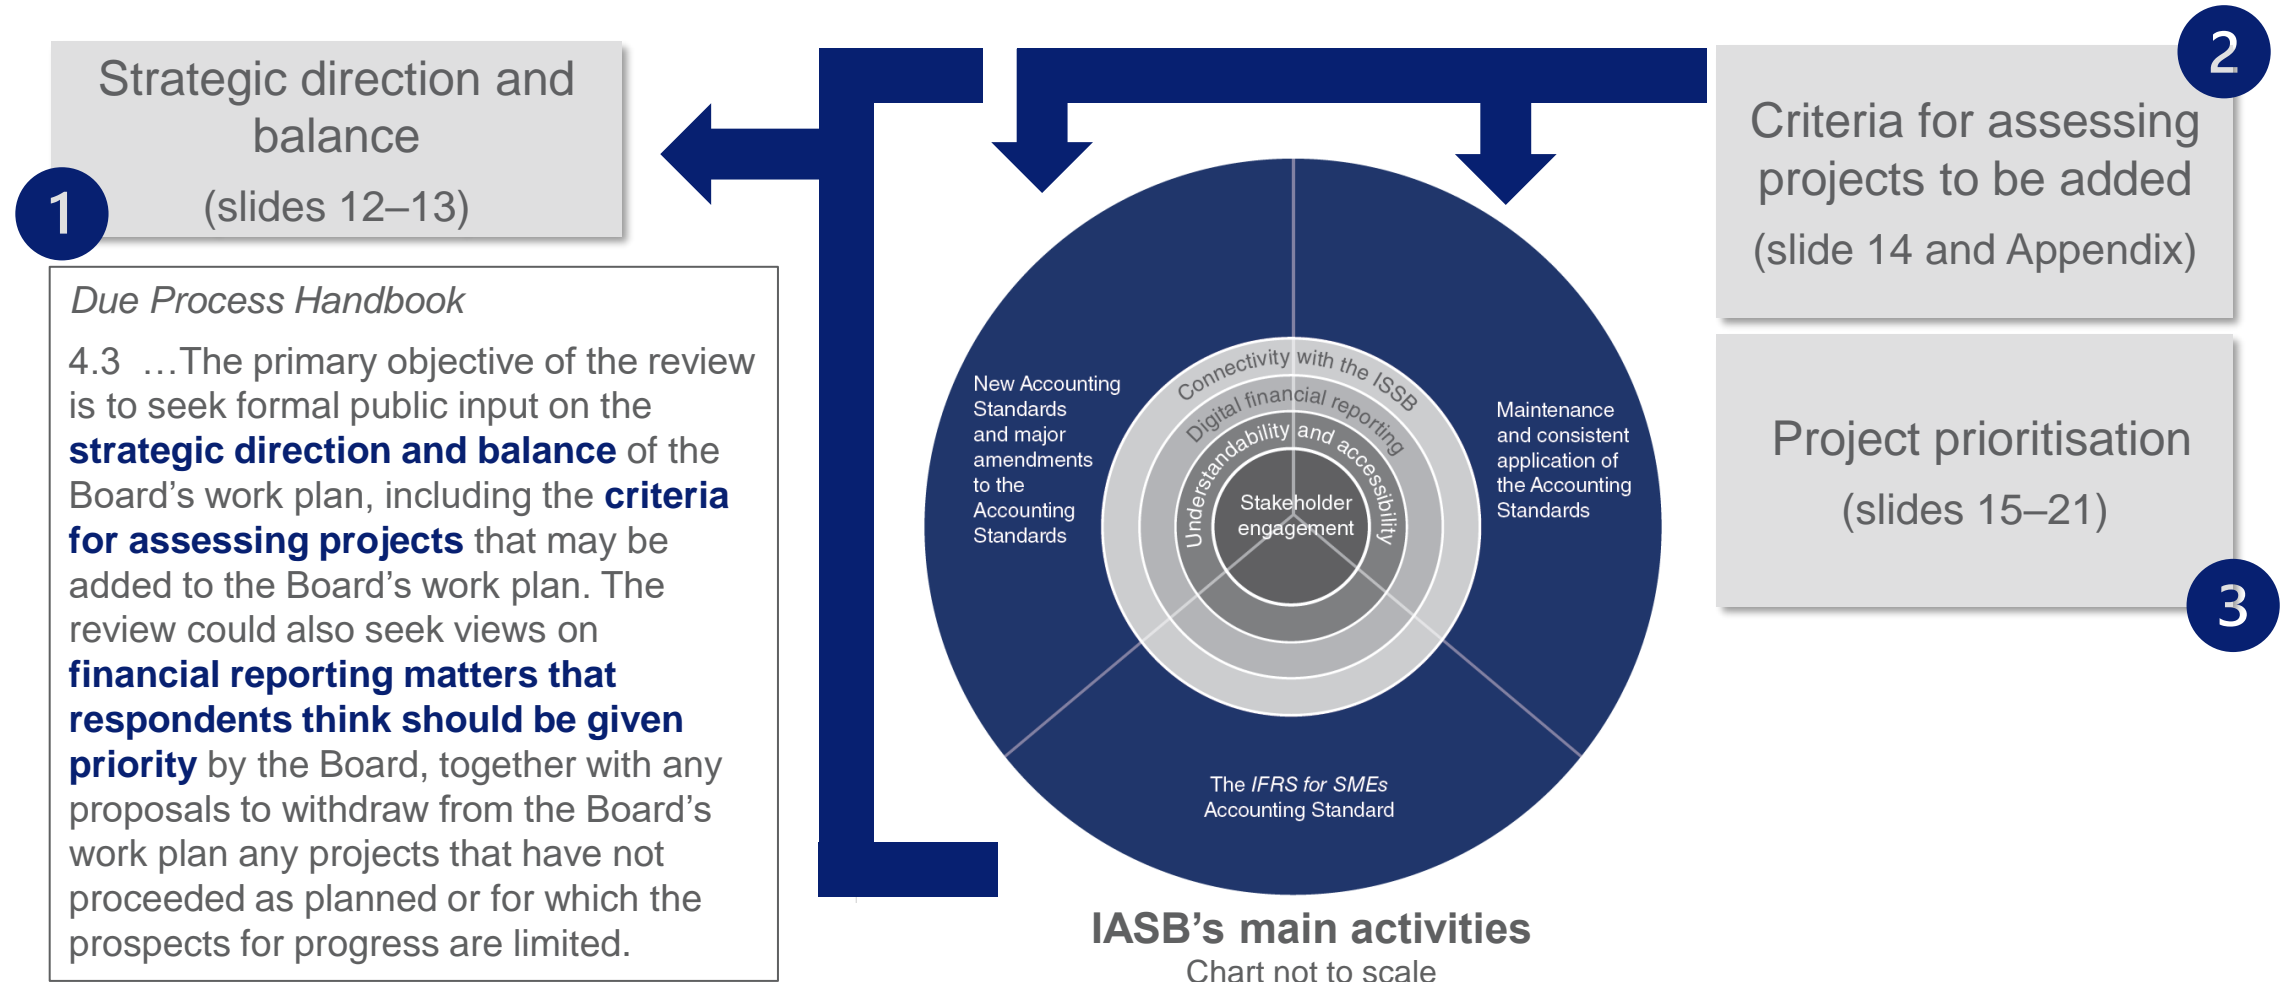 Strategic direction and
balance
(slides 12–13)
1
Due Process Handbook
4.3 …The primary objective of the review
is to seek formal public input on the
strategic direction and balance of the
Board’s work plan, including the criteria
for assessing projects that may be
added to the Board’s work plan. The
review could also seek views on
financial reporting matters that
respondents think should be given
priority by the Board, together with any
proposals to withdraw from the Board’s
work plan any projects that have not
proceeded as planned or for which the
prospects for progress are limited.
New Accounting
Standards
and major
amendments
to the
Accounting
Standards
Connectivity with the ISSB
Digital financial reporting
Understandability and accessibility
Stakeholder
engagement
Maintenance
and consistent
application of
the Accounting
Standards
The IFRS for SMEs
Accounting Standard
IASB’s main activities
Chart not to scale
2
Criteria for assessing
projects to be added
(slide 14 and Appendix)
Project prioritisation
(slides 15–21)
3